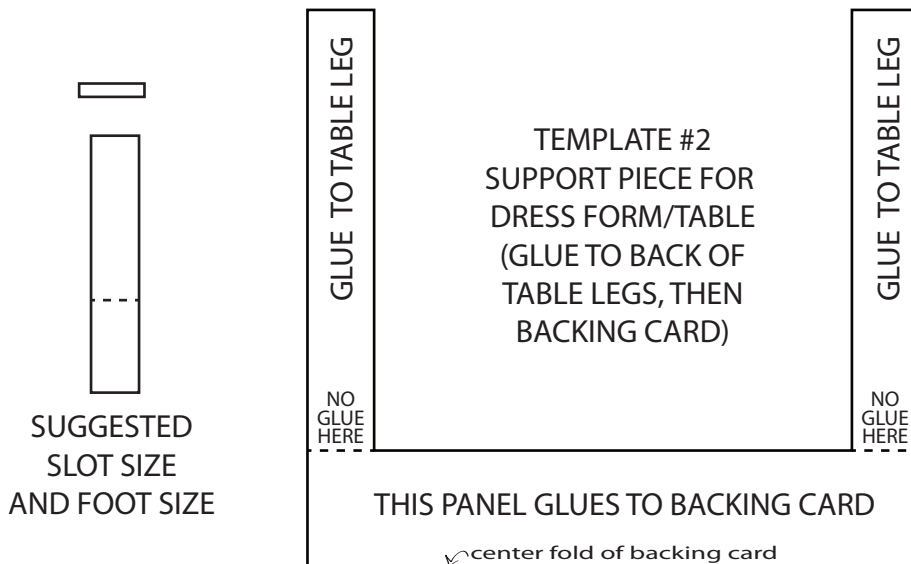 GLUE TO TABLE LEG
NO
GLUE
HERE
TEMPLATE #2
SUPPORT PIECE FOR
DRESS FORM/TABLE
(GLUE TO BACK OF
TABLE LEGS, THEN
BACKING CARD)
GLUE TO TABLE LEG
NO
GLUE
HERE
SUGGESTED
SLOT SIZE
AND FOOT SIZE
THIS PANEL GLUES TO BACKING CARD
center fold of backing card